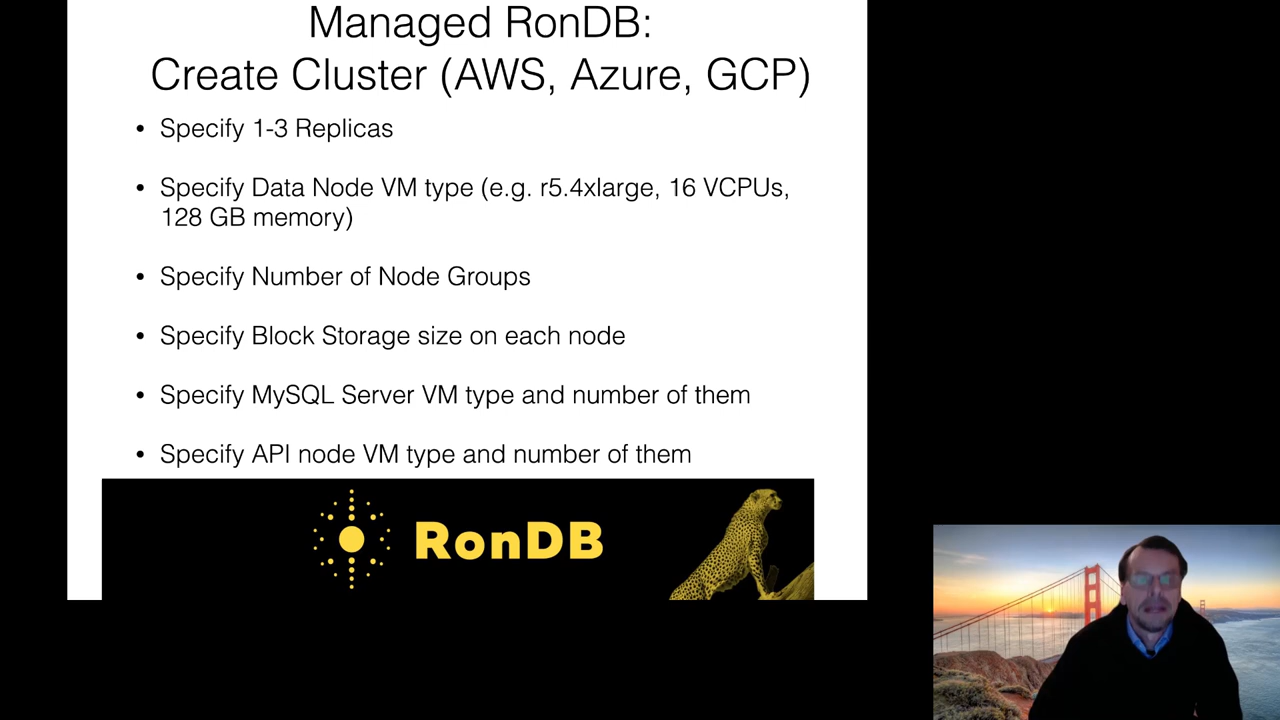 Managed RonDB:
Create Cluster (AWS, Azure, GCP)
• Specify 1-3 Replicas
• Specify Data Node VM type (e.g. r5.4xlarge, 16 VCPUs,
128 GB memory)
• Specify Number of Node Groups
• Specify Block Storage size on each node
• Specify MySQL Server VM type and number of them
• Specify API node VM type and number of them
RonDB